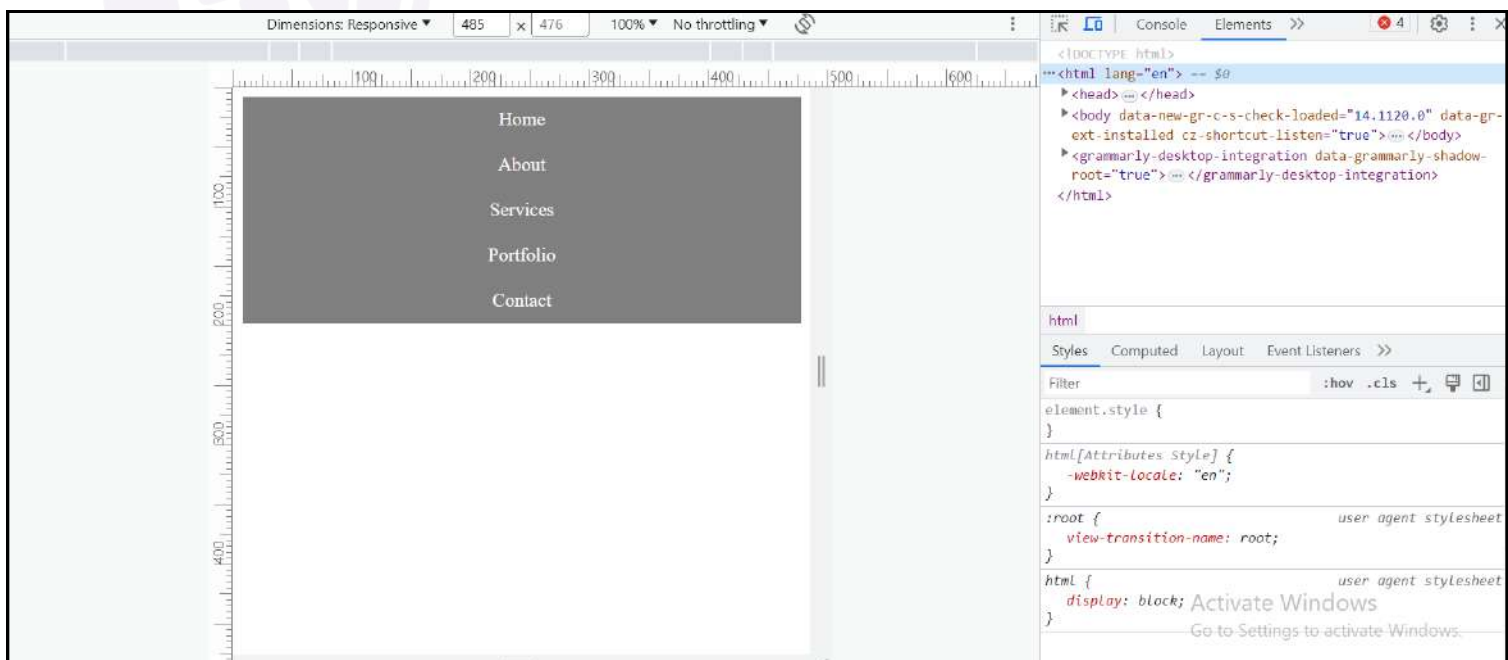 Dimensions: Responsive ▼ 485 x 476 100% ▼ No throttling ▼
100 200 300 400 500 600
100
200
300
400
Home
About
Services
Portfolio
Contact
Console Elements >> 4
<!DOCTYPE html>
···<html lang="en"> == $0
<head> ··· </head>
<body data-new-gr-c-s-check-loaded="14.1120.0" data-gr-
ext-installed cz-shortcut-listen="true"> ··· </body>
<grammarly-desktop-integration data-grammarly-shadow-
root="true"> ··· </grammarly-desktop-integration>
</html>
html
Styles Computed Layout Event Listeners >>
Filter :hov .cls +
element.style {
}
html[Attributes Style] {
-webkit-locale: "en";
}
:root { user agent stylesheet
view-transition-name: root;
}
html { user agent stylesheet
display: block;
}
Activate Windows
Go to Settings to activate Windows.